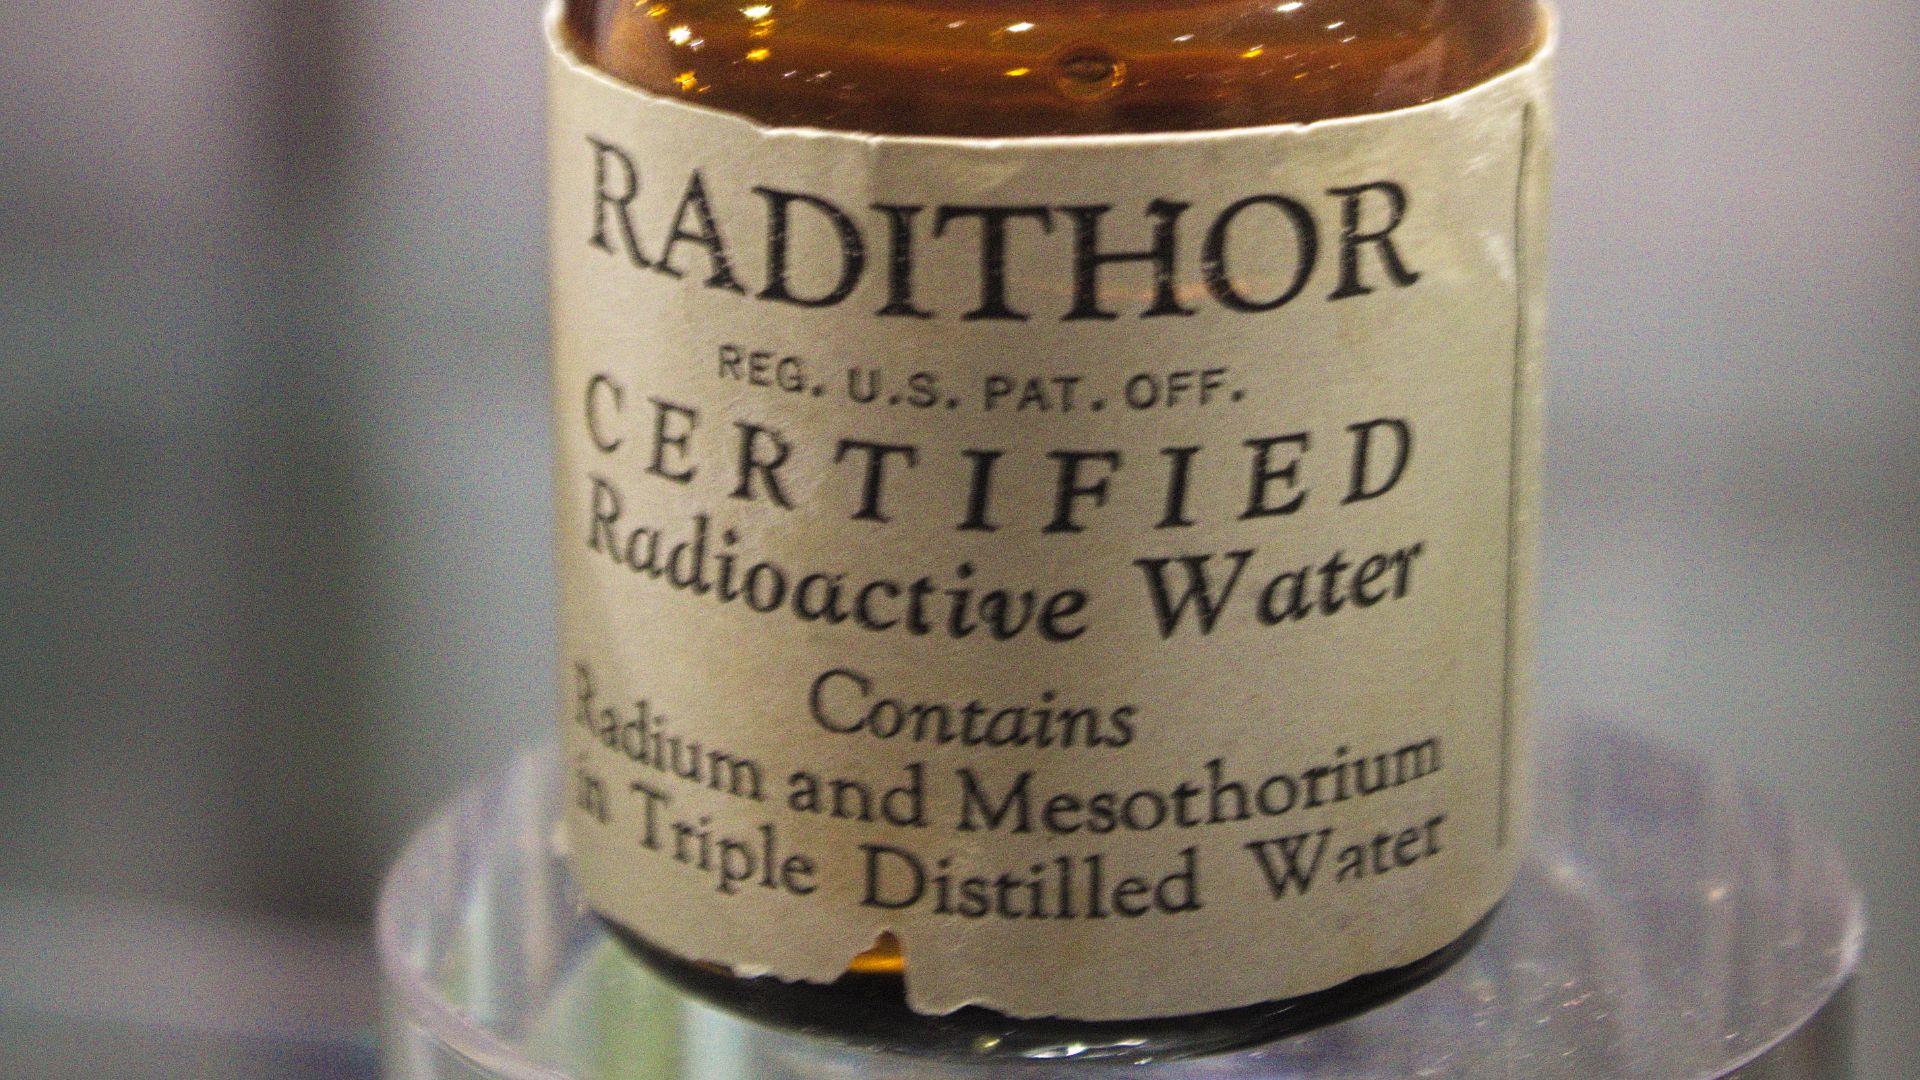 RADITHOR
REG. U.S. PAT. OFF.
CERTIFIED
Radioactive Water
Contains
Radium and Mesothorium
in Triple Distilled Water